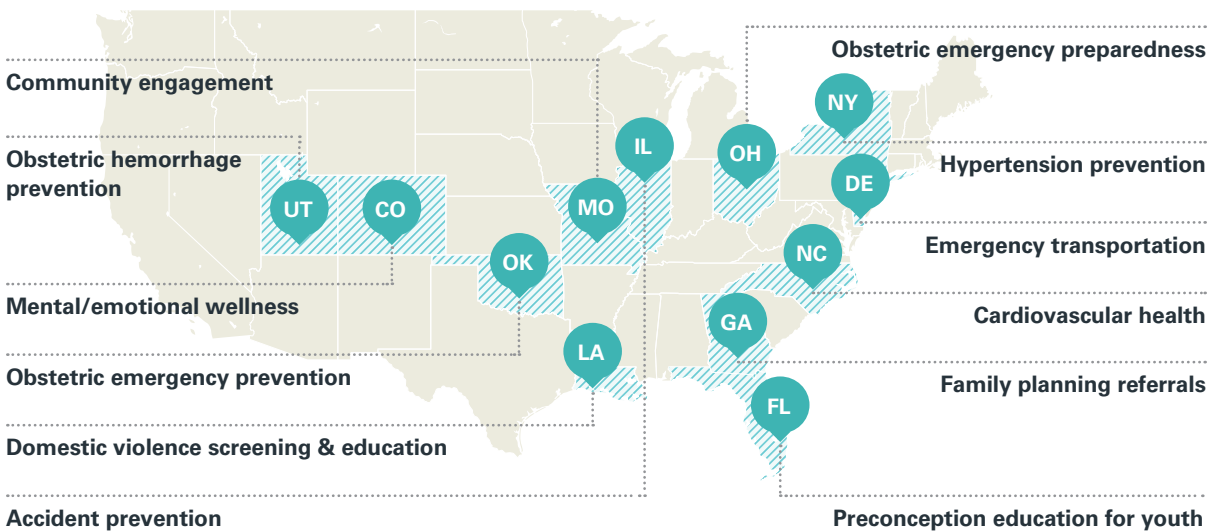 Obstetric emergency preparedness
Community engagement
NY
IL
OH
Obstetric hemorrhage
prevention
Hypertension prevention
DE
UT
CO
MO
Emergency transportation
NC
OK
Mental/emotional wellness
Cardiovascular health
GA
LA
Obstetric emergency prevention
Family planning referrals
FL
Domestic violence screening & education
Accident prevention
Preconception education for youth